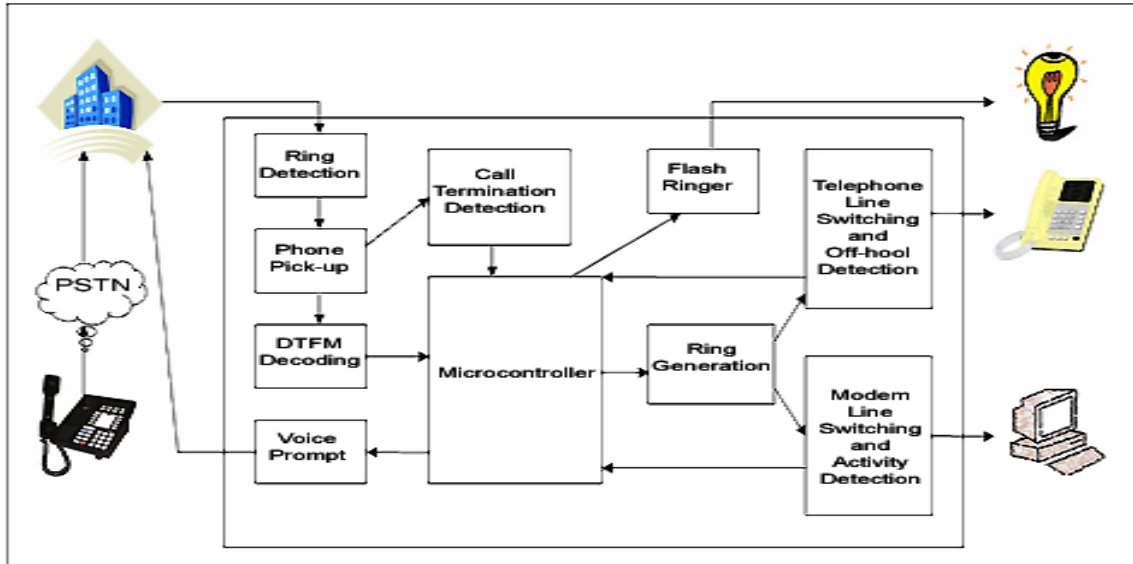 Ring
Detection
Call
Termination
Detection
Flash
Ringer
Telephone
Line
Switching
and
Off-hool
Detection
Phone
Pick-up
PSTN
DTFM
Decoding
Microcontroller
Ring
Generation
Voice
Prompt
Modem
Line
Switching
and
Activity
Detection